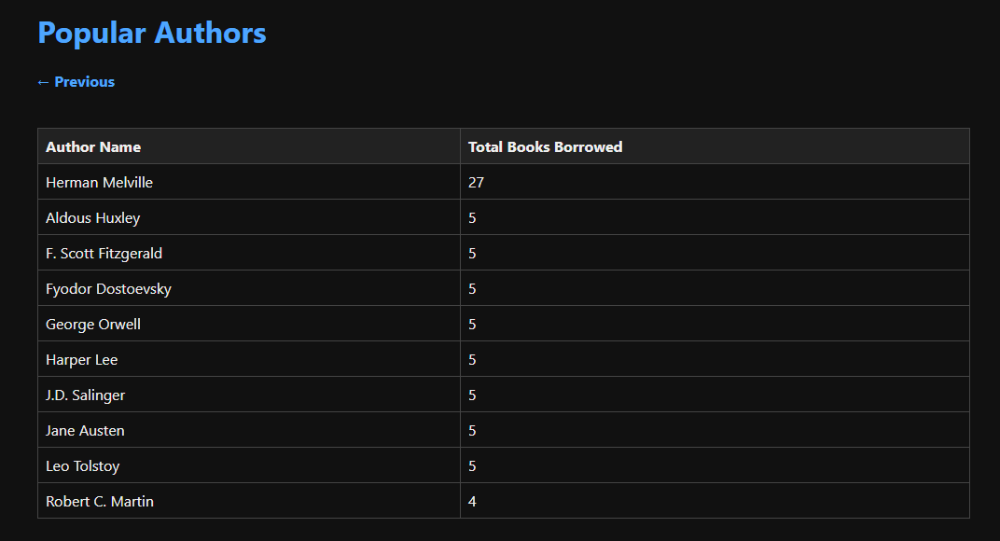 Popular Authors
← Previous
Author Name Total Books Borrowed
Herman Melville 27
Aldous Huxley 5
F. Scott Fitzgerald 5
Fyodor Dostoevsky 5
George Orwell 5
Harper Lee 5
J.D. Salinger 5
Jane Austen 5
Leo Tolstoy 5
Robert C. Martin 4